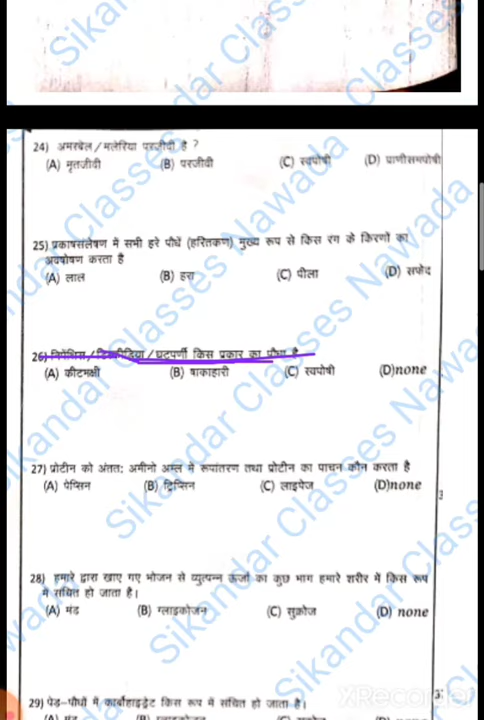 24) अमरबेल/मलेरिया परजीवी है ?
(A) मृतजीवी (B) परजीवी (C) स्वपोषी (D) प्राणीसमपोषी
25) प्रकाषसंलेषण मे सभी हरे पौधें (हरितकण) मुख्य रूप से किस रंग के किरणों का
अवषोषण करता है
(A) लाल (B) हरा (C) पीला (D) सफेद
26) / घटपर्णी किस प्रकार का पौधा है
(A) कीटभक्षी (B) षाकाहारी (C) स्वपोषी (D)none
27) प्रोटीन को अंतत: अमीनो अम्ल मे रूपांतरण तथा प्रोटीन का पाचन कौन करता है
(A) पेप्सिन (B) ट्रिप्सिन (C) लाइपेज (D)none
28) हमारे द्वारा खाए गए भोजन से व्युत्पन्न ऊर्जा का कुछ भाग हमारे शरीर में किस रूप
में संचित हो जाता है।
(A) मंड (B) ग्लाइकोजन (C) सुक्रोज (D) none
29) पेड-पौधों में कार्बोहाइड्रेट किस रूप में संचित हो जाता है।
Sikandar Classes Nawada
XRecorder